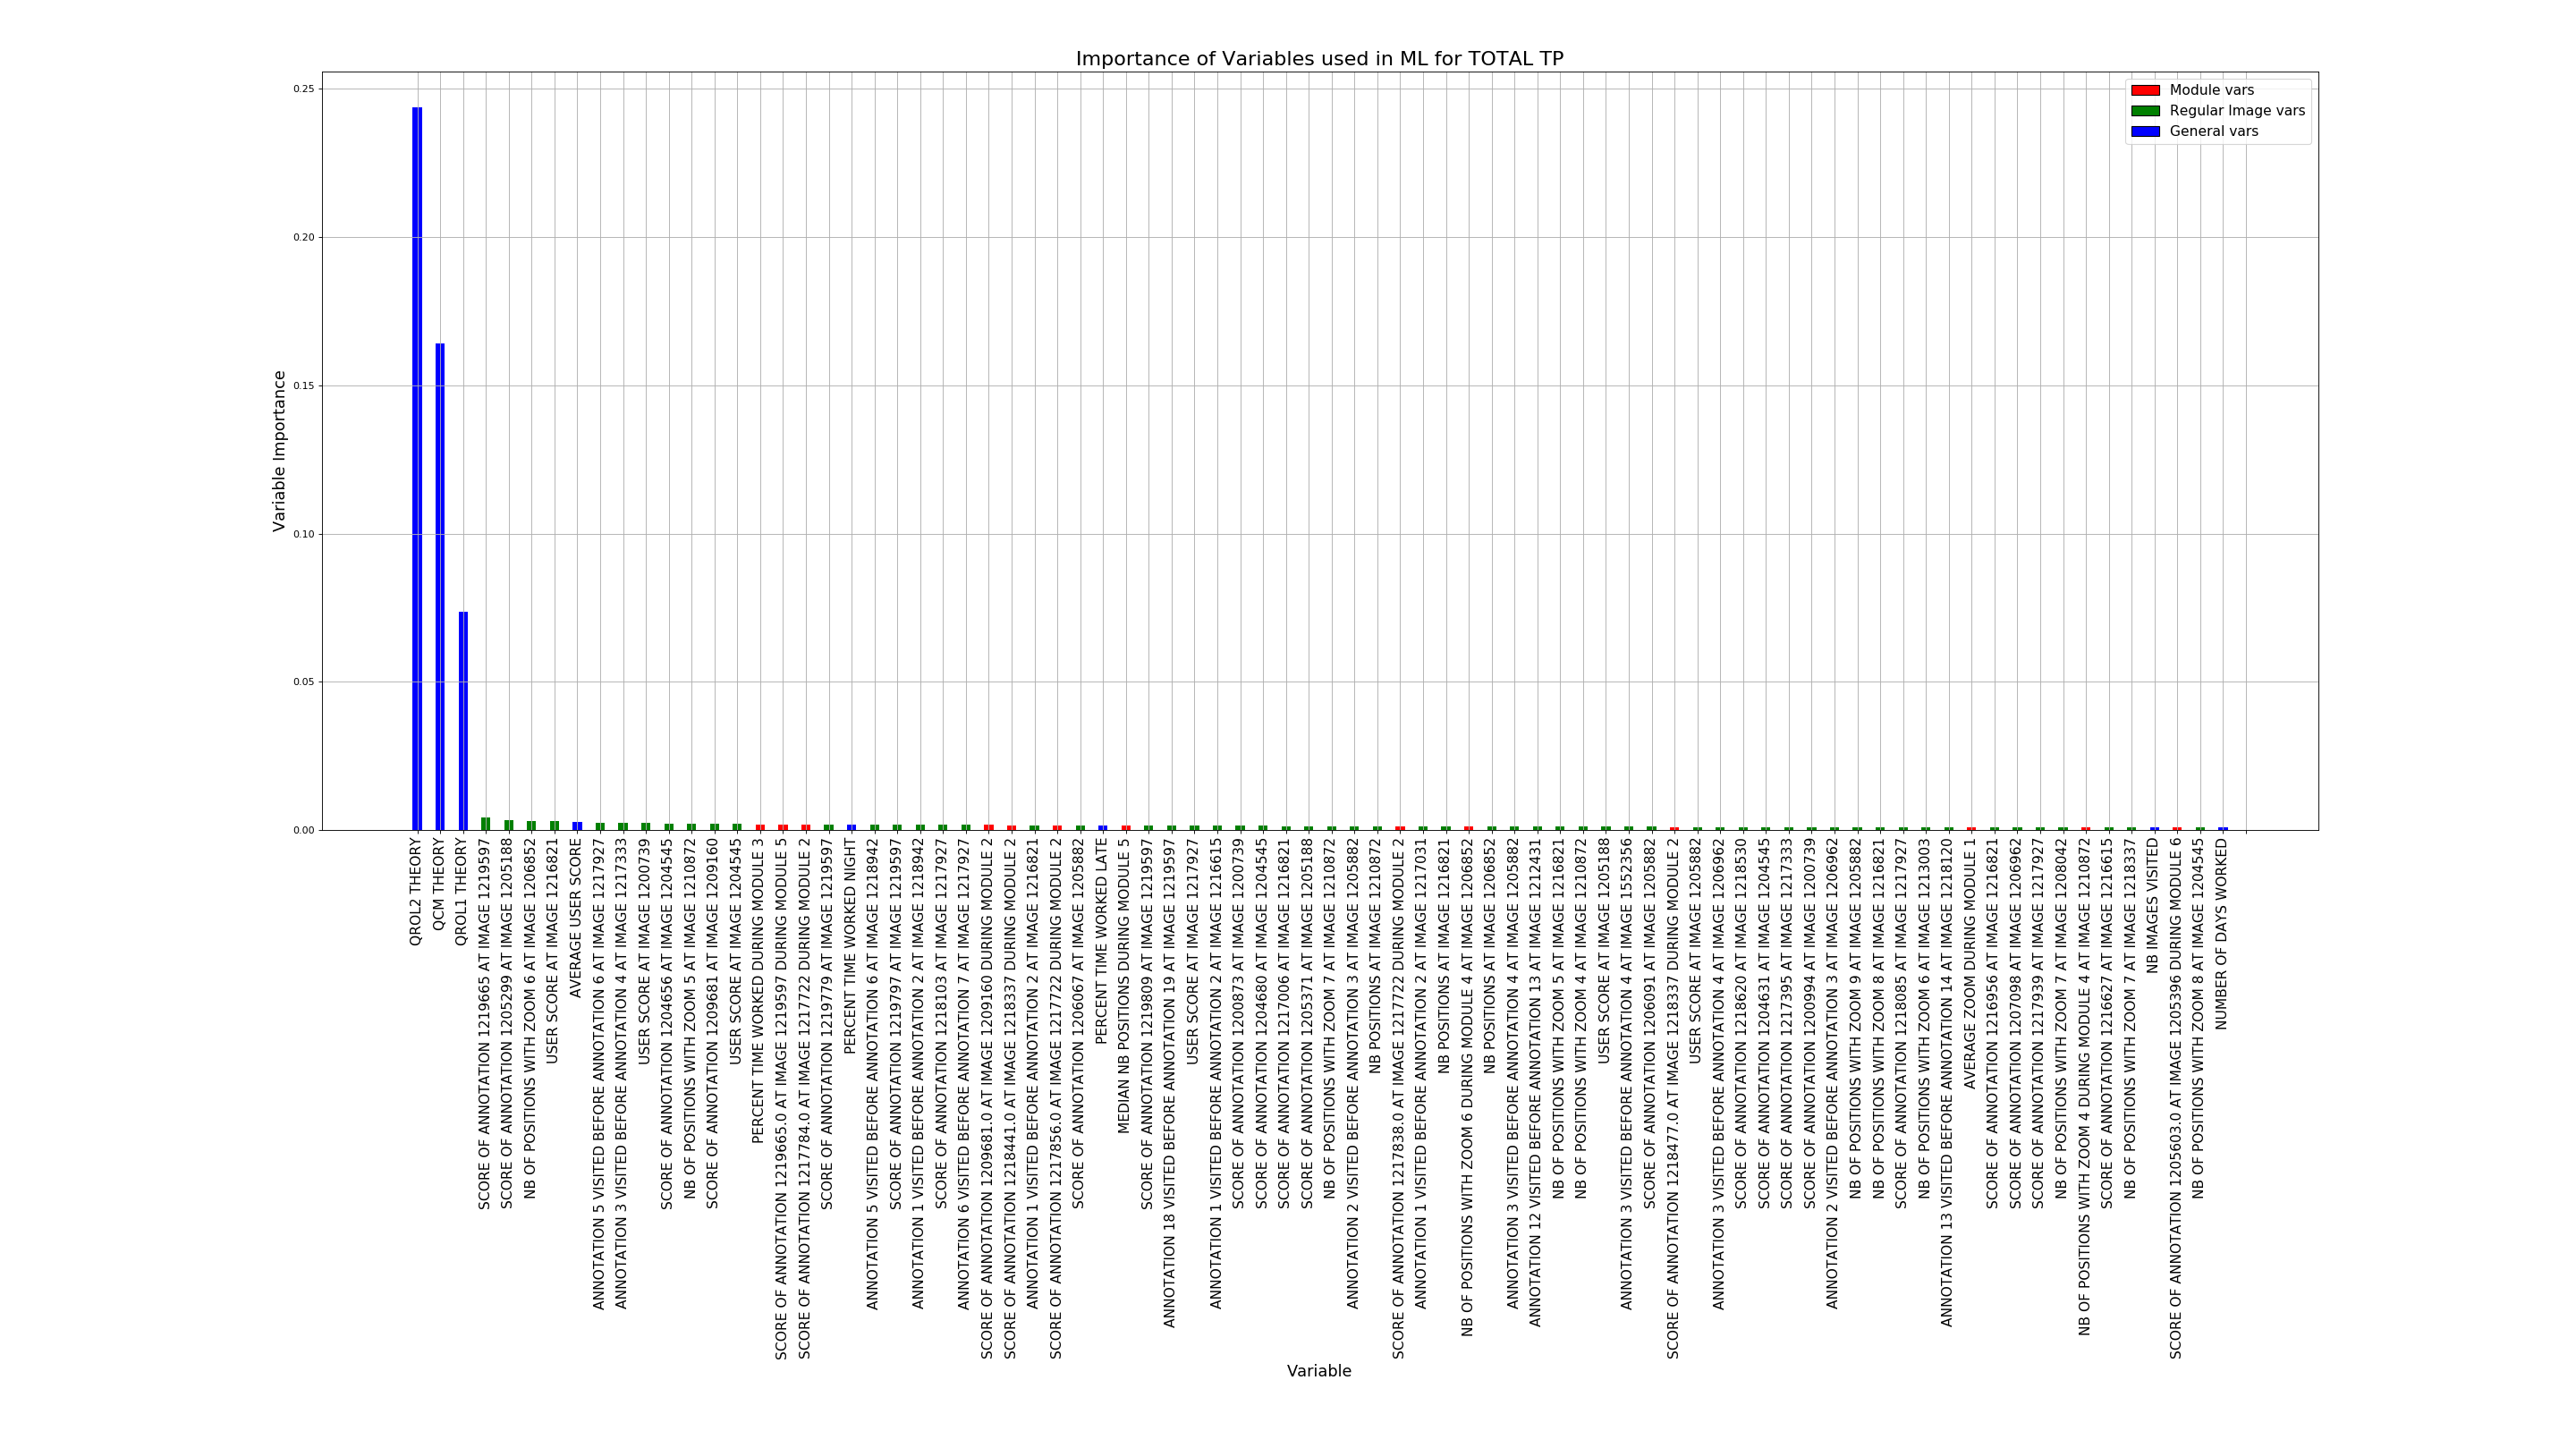 Importance of Variables used in ML for TOTAL TP
Module vars
Regular Image vars
General vars
Variable Importance
0.25
0.20
0.15
0.10
0.05
0.00
QROL2 THEORY
QCM THEORY
QROL1 THEORY
SCORE OF ANNOTATION 1219665 AT IMAGE 1219597
SCORE OF ANNOTATION 1205299 AT IMAGE 1205188
NB OF POSITIONS WITH ZOOM 6 AT IMAGE 1206852
USER SCORE AT IMAGE 1216821
AVERAGE USER SCORE
ANNOTATION 5 VISITED BEFORE ANNOTATION 6 AT IMAGE 1217927
ANNOTATION 3 VISITED BEFORE ANNOTATION 4 AT IMAGE 1217333
USER SCORE AT IMAGE 1200739
SCORE OF ANNOTATION 1204656 AT IMAGE 1204545
NB OF POSITIONS WITH ZOOM 5 AT IMAGE 1210872
SCORE OF ANNOTATION 1209681 AT IMAGE 1209160
USER SCORE AT IMAGE 1204545
PERCENT TIME WORKED DURING MODULE 3
SCORE OF ANNOTATION 1219665.0 AT IMAGE 1219597 DURING MODULE 5
SCORE OF ANNOTATION 1217784.0 AT IMAGE 1217722 DURING MODULE 2
SCORE OF ANNOTATION 1219779 AT IMAGE 1219597
PERCENT TIME WORKED NIGHT
ANNOTATION 5 VISITED BEFORE ANNOTATION 6 AT IMAGE 1218942
SCORE OF ANNOTATION 1219797 AT IMAGE 1219597
ANNOTATION 1 VISITED BEFORE ANNOTATION 2 AT IMAGE 1218942
SCORE OF ANNOTATION 1218103 AT IMAGE 1217927
ANNOTATION 6 VISITED BEFORE ANNOTATION 7 AT IMAGE 1217927
SCORE OF ANNOTATION 1209681.0 AT IMAGE 1209160 DURING MODULE 2
SCORE OF ANNOTATION 1218441.0 AT IMAGE 1218337 DURING MODULE 2
ANNOTATION 1 VISITED BEFORE ANNOTATION 2 AT IMAGE 1216821
SCORE OF ANNOTATION 1217856.0 AT IMAGE 1217722 DURING MODULE 2
SCORE OF ANNOTATION 1206067 AT IMAGE 1205882
PERCENT TIME WORKED LATE
MEDIAN NB POSITIONS DURING MODULE 5
SCORE OF ANNOTATION 1219809 AT IMAGE 1219597
ANNOTATION 18 VISITED BEFORE ANNOTATION 19 AT IMAGE 1219597
USER SCORE AT IMAGE 1217927
ANNOTATION 1 VISITED BEFORE ANNOTATION 2 AT IMAGE 1216615
SCORE OF ANNOTATION 1200873 AT IMAGE 1200739
SCORE OF ANNOTATION 1204680 AT IMAGE 1204545
SCORE OF ANNOTATION 1217006 AT IMAGE 1216821
SCORE OF ANNOTATION 1205371 AT IMAGE 1205188
NB OF POSITIONS WITH ZOOM 7 AT IMAGE 1210872
ANNOTATION 2 VISITED BEFORE ANNOTATION 3 AT IMAGE 1205882
NB POSITIONS AT IMAGE 1210872
SCORE OF ANNOTATION 1217838.0 AT IMAGE 1217722 DURING MODULE 2
ANNOTATION 1 VISITED BEFORE ANNOTATION 2 AT IMAGE 1217031
NB POSITIONS AT IMAGE 1216821
NB OF POSITIONS WITH ZOOM 6 DURING MODULE 4 AT IMAGE 1206852
NB POSITIONS AT IMAGE 1206852
ANNOTATION 3 VISITED BEFORE ANNOTATION 4 AT IMAGE 1205882
ANNOTATION 12 VISITED BEFORE ANNOTATION 13 AT IMAGE 1212431
NB OF POSITIONS WITH ZOOM 5 AT IMAGE 1216821
NB OF POSITIONS WITH ZOOM 4 AT IMAGE 1210872
USER SCORE AT IMAGE 1205188
ANNOTATION 3 VISITED BEFORE ANNOTATION 4 AT IMAGE 1552356
SCORE OF ANNOTATION 1206091 AT IMAGE 1205882
SCORE OF ANNOTATION 1218477.0 AT IMAGE 1218337 DURING MODULE 2
USER SCORE AT IMAGE 1205882
ANNOTATION 3 VISITED BEFORE ANNOTATION 4 AT IMAGE 1206962
SCORE OF ANNOTATION 1218620 AT IMAGE 1218530
SCORE OF ANNOTATION 1204631 AT IMAGE 1204545
SCORE OF ANNOTATION 1217395 AT IMAGE 1217333
SCORE OF ANNOTATION 1200994 AT IMAGE 1200739
ANNOTATION 2 VISITED BEFORE ANNOTATION 3 AT IMAGE 1206962
NB OF POSITIONS WITH ZOOM 9 AT IMAGE 1205882
NB OF POSITIONS WITH ZOOM 8 AT IMAGE 1216821
SCORE OF ANNOTATION 1218085 AT IMAGE 1217927
NB OF POSITIONS WITH ZOOM 6 AT IMAGE 1213003
ANNOTATION 13 VISITED BEFORE ANNOTATION 14 AT IMAGE 1218120
AVERAGE ZOOM DURING MODULE 1
SCORE OF ANNOTATION 1216956 AT IMAGE 1216821
SCORE OF ANNOTATION 1207098 AT IMAGE 1206962
SCORE OF ANNOTATION 1217939 AT IMAGE 1217927
NB OF POSITIONS WITH ZOOM 7 AT IMAGE 1208042
NB OF POSITIONS WITH ZOOM 4 DURING MODULE 4 AT IMAGE 1210872
SCORE OF ANNOTATION 1216627 AT IMAGE 1216615
NB OF POSITIONS WITH ZOOM 7 AT IMAGE 1218337
NB IMAGES VISITED
SCORE OF ANNOTATION 1205603.0 AT IMAGE 1205396 DURING MODULE 6
NB OF POSITIONS WITH ZOOM 8 AT IMAGE 1204545
NUMBER OF DAYS WORKED
Variable